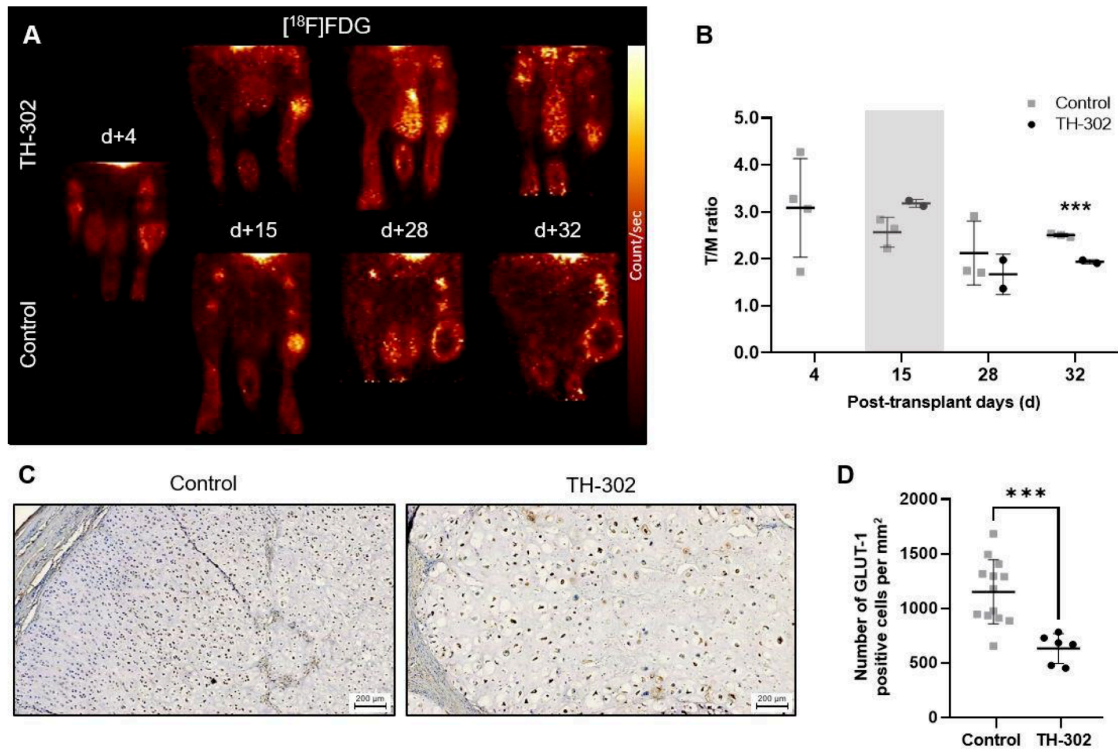 A
[¹⁸F]FDG
TH-302
d+4
d+15
d+28
d+32
Control
Count/sec
B
Control
TH-302
5.0
4.0
3.0
2.0
1.0
0.0
T/M ratio
***
4
15
28
32
Post-transplant days (d)
C
Control
TH-302
200 µm
200 µm
D
2000
1500
1000
500
0
***
Number of GLUT-1
positive cells per mm²
Control
TH-302